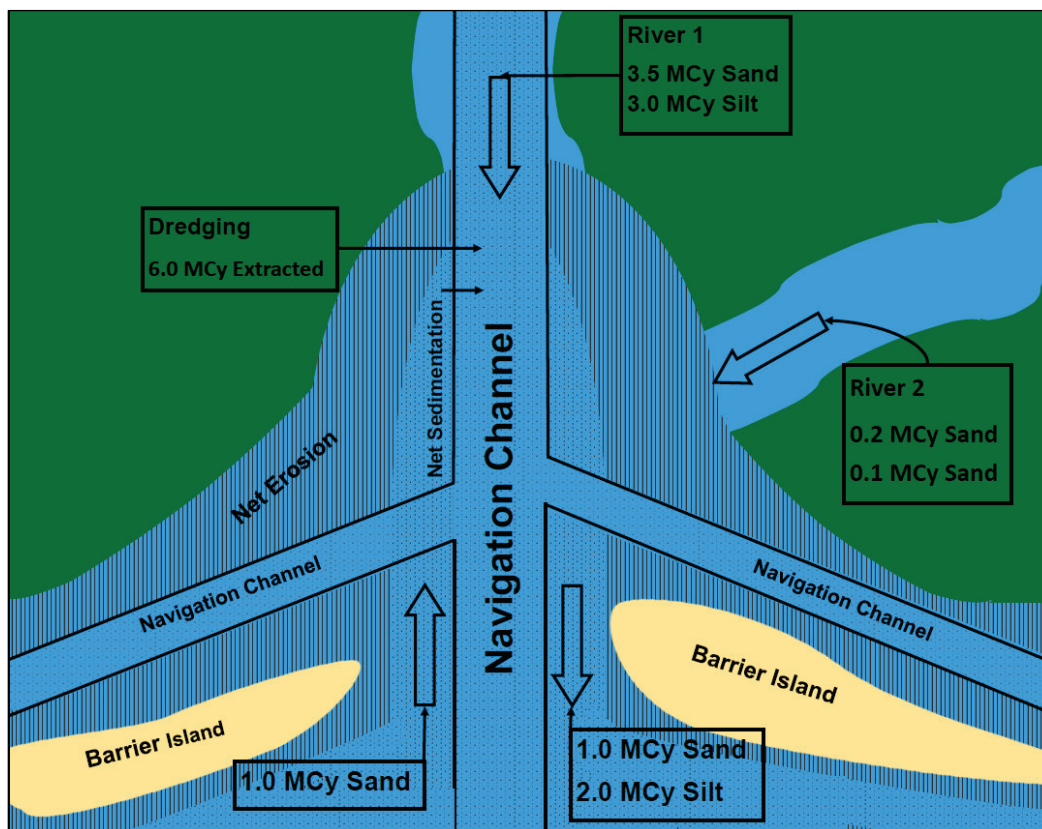 River 1
3.5 MCy Sand
3.0 MCy Silt
Dredging
6.0 MCy Extracted
Net Sedimentation
Navigation Channel
River 2
0.2 MCy Sand
0.1 MCy Sand
Net Erosion
Navigation Channel
Navigation Channel
Barrier Island
Barrier Island
1.0 MCy Sand
1.0 MCy Sand
2.0 MCy Silt